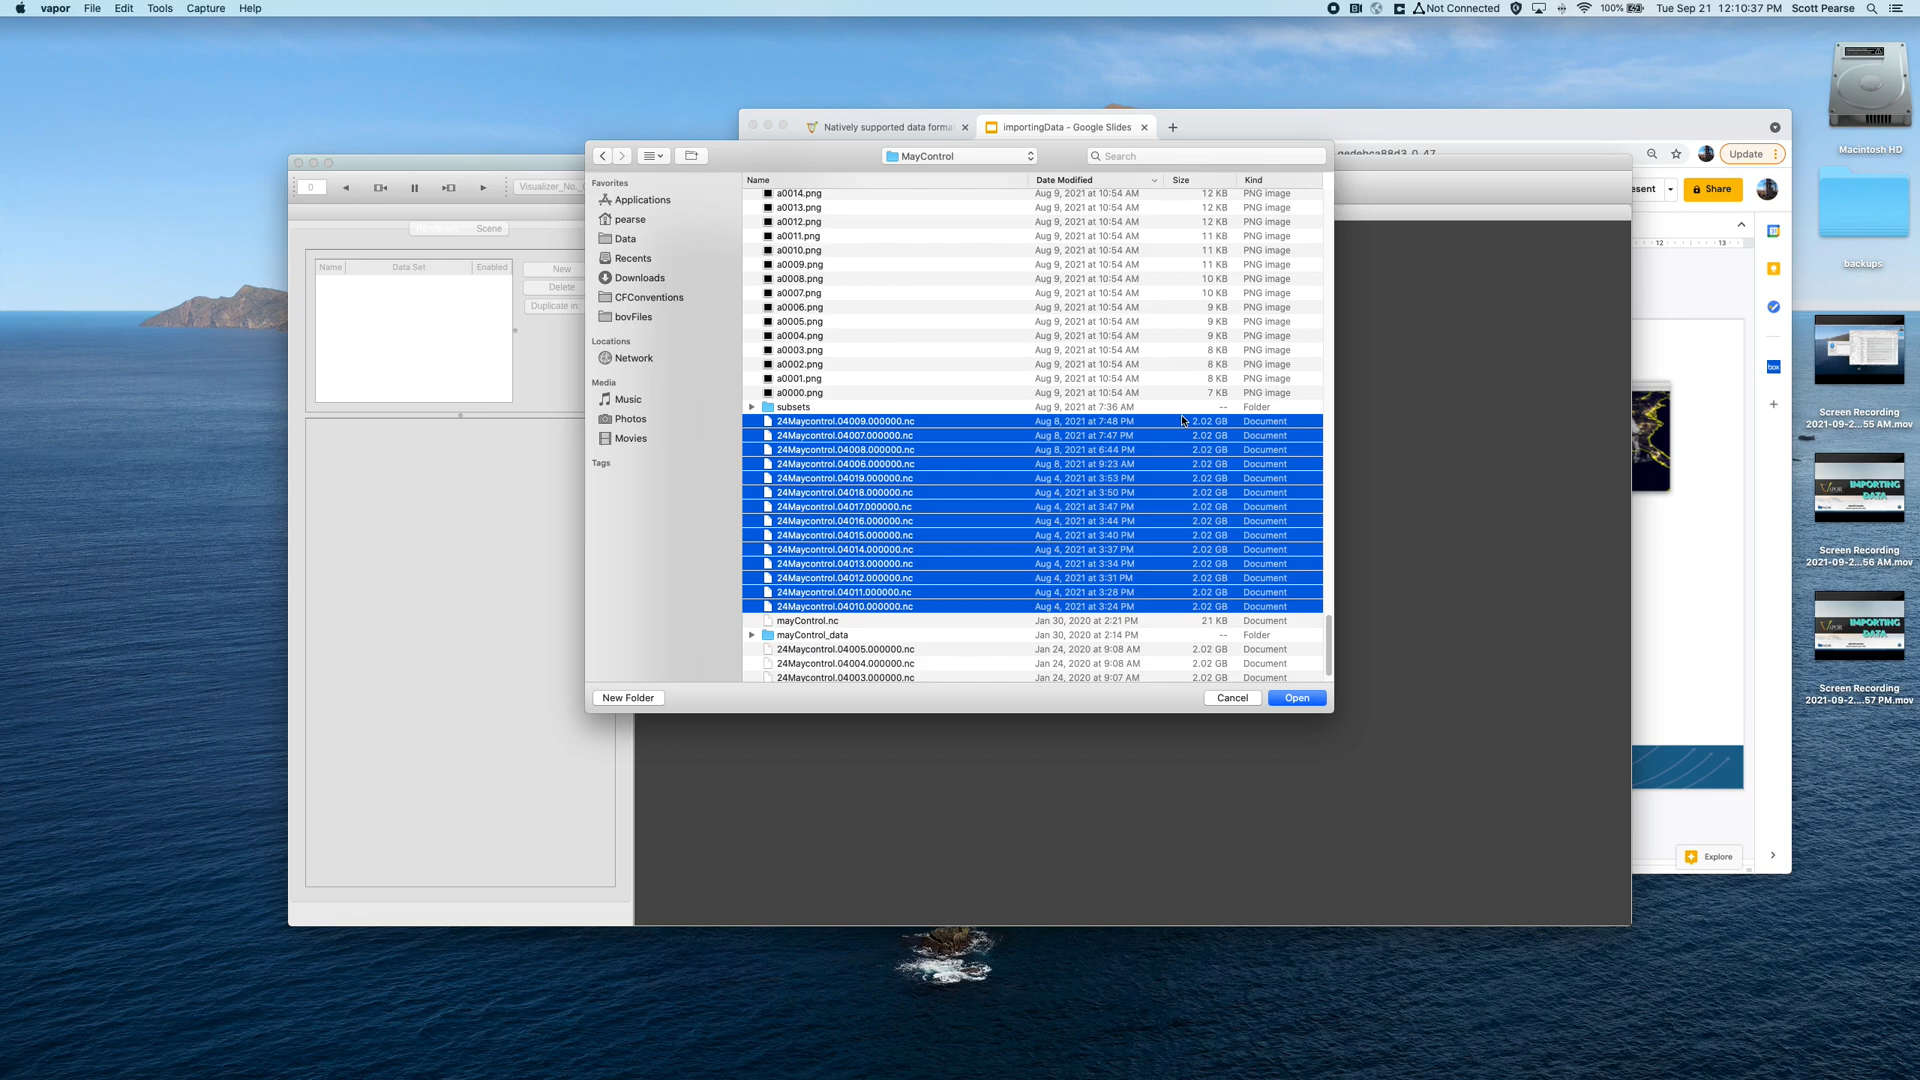 vapor File Edit Tools Capture Help
Not Connected 100% Tue Sep 21 12:10:37 PM Scott Pearse
Macintosh HD
Natively supported data forma
importingData - Google Slides
MayControl
Search
Update
0
Visualizer_No._
Favorites
Name Date Modified Size Kind
Share
a0014.png Aug 9, 2021 at 10:54 AM 12 KB PNG image
Applications
a0013.png Aug 9, 2021 at 10:54 AM 12 KB PNG image
pearse
a0012.png Aug 9, 2021 at 10:54 AM 12 KB PNG image
Renderers Scene
Data
a0011.png Aug 9, 2021 at 10:54 AM 11 KB PNG image
12 13
a0010.png Aug 9, 2021 at 10:54 AM 11 KB PNG image
Recents
a0009.png Aug 9, 2021 at 10:54 AM 11 KB PNG image
backups
Name Data Set Enabled
New
Downloads
a0008.png Aug 9, 2021 at 10:54 AM 10 KB PNG image
Delete
CFConventions
a0007.png Aug 9, 2021 at 10:54 AM 10 KB PNG image
Duplicate in:
a0006.png Aug 9, 2021 at 10:54 AM 9 KB PNG image
bovFiles
a0005.png Aug 9, 2021 at 10:54 AM 9 KB PNG image
Locations
a0004.png Aug 9, 2021 at 10:54 AM 9 KB PNG image
Network
a0003.png Aug 9, 2021 at 10:54 AM 8 KB PNG image
a0002.png Aug 9, 2021 at 10:54 AM 8 KB PNG image
box
Media
a0001.png Aug 9, 2021 at 10:54 AM 8 KB PNG image
Music
a0000.png Aug 9, 2021 at 10:54 AM 7 KB PNG image
subsets Aug 9, 2021 at 7:36 AM -- Folder
Photos
24Maycontrol.04009.000000.nc Aug 8, 2021 at 7:48 PM 2.02 GB Document
Screen Recording
2021-09-2...55 AM.mov
Movies
24Maycontrol.04007.000000.nc Aug 8, 2021 at 7:47 PM 2.02 GB Document
24Maycontrol.04008.000000.nc Aug 8, 2021 at 6:44 PM 2.02 GB Document
Tags
24Maycontrol.04006.000000.nc Aug 8, 2021 at 9:23 AM 2.02 GB Document
24Maycontrol.04019.000000.nc Aug 4, 2021 at 3:53 PM 2.02 GB Document
24Maycontrol.04018.000000.nc Aug 4, 2021 at 3:50 PM 2.02 GB Document
VAPOR IMPORTING
DATA
24Maycontrol.04017.000000.nc Aug 4, 2021 at 3:47 PM 2.02 GB Document
24Maycontrol.04016.000000.nc Aug 4, 2021 at 3:44 PM 2.02 GB Document
24Maycontrol.04015.000000.nc Aug 4, 2021 at 3:40 PM 2.02 GB Document
24Maycontrol.04014.000000.nc Aug 4, 2021 at 3:37 PM 2.02 GB Document
Screen Recording
2021-09-2...56 AM.mov
24Maycontrol.04013.000000.nc Aug 4, 2021 at 3:34 PM 2.02 GB Document
24Maycontrol.04012.000000.nc Aug 4, 2021 at 3:31 PM 2.02 GB Document
24Maycontrol.04011.000000.nc Aug 4, 2021 at 3:28 PM 2.02 GB Document
24Maycontrol.04010.000000.nc Aug 4, 2021 at 3:24 PM 2.02 GB Document
mayControl.nc Jan 30, 2020 at 2:21 PM 21 KB Document
VAPOR IMPORTING
DATA
mayControl_data Jan 30, 2020 at 2:14 PM -- Folder
24Maycontrol.04005.000000.nc Jan 24, 2020 at 9:08 AM 2.02 GB Document
24Maycontrol.04004.000000.nc Jan 24, 2020 at 9:08 AM 2.02 GB Document
24Maycontrol.04003.000000.nc Jan 24, 2020 at 9:07 AM 2.02 GB Document
New Folder Cancel Open
Screen Recording
2021-09-2....57 PM.mov
Explore